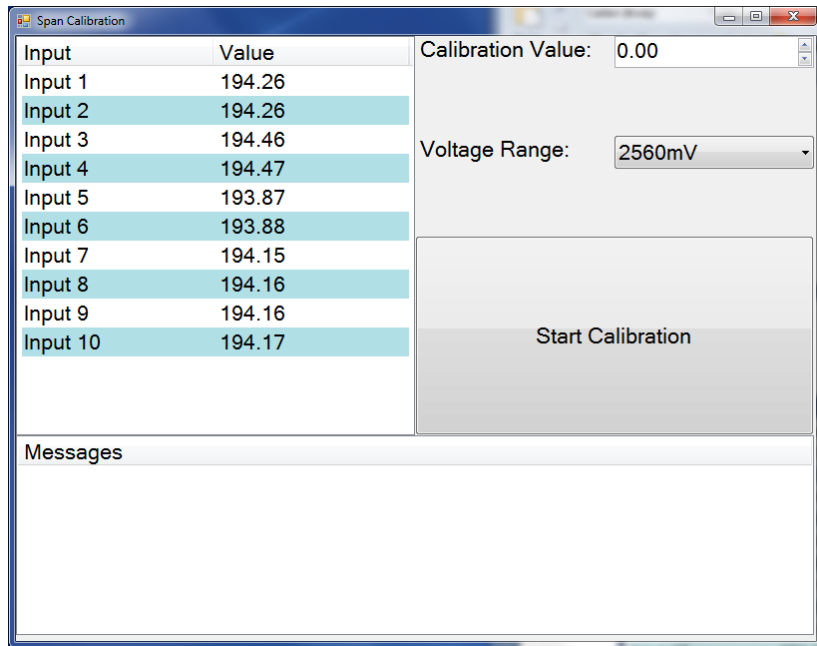 Span Calibration
Input Value
Input 1 194.26
Input 2 194.26
Input 3 194.46
Input 4 194.47
Input 5 193.87
Input 6 193.88
Input 7 194.15
Input 8 194.16
Input 9 194.16
Input 10 194.17
Calibration Value: 0.00
Voltage Range: 2560mV
Start Calibration
Messages